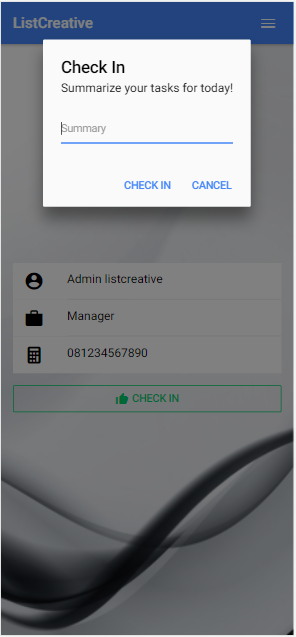 ListCreative
Check In
Summarize your tasks for today!
Summary
CHECK IN
CANCEL
Admin listcreative
Manager
081234567890
CHECK IN